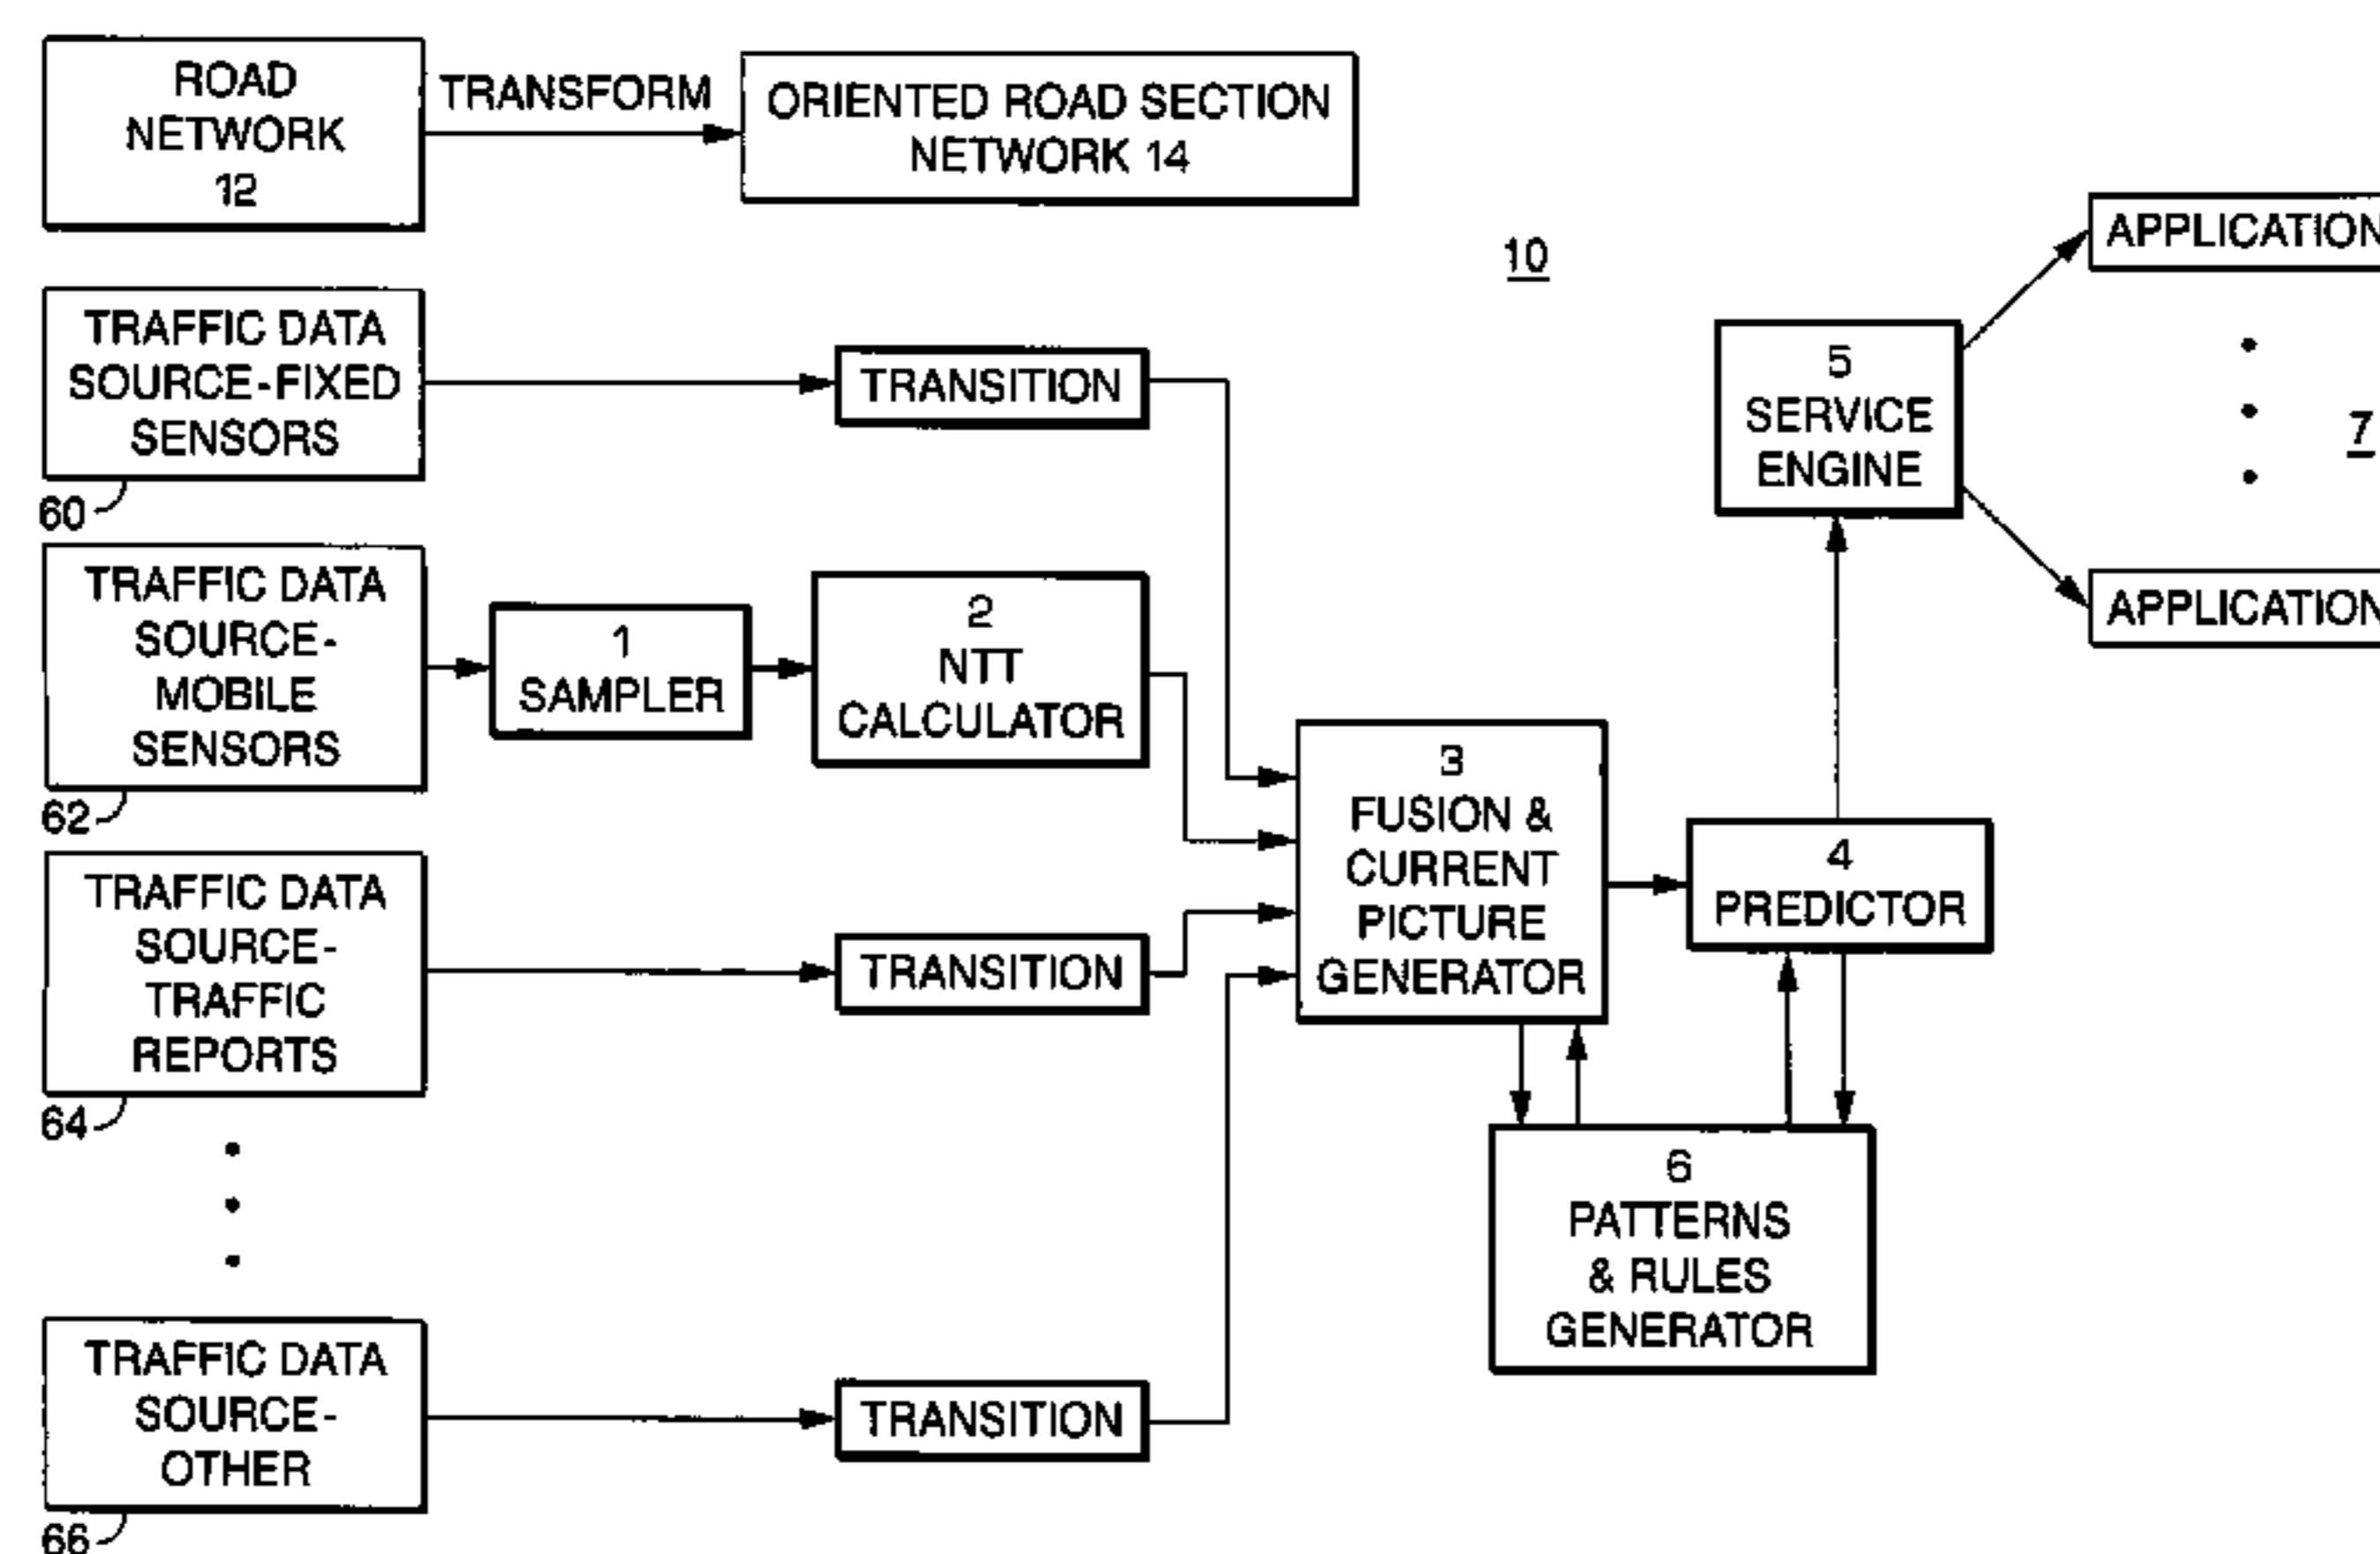 ROAD
NETWORK
12
TRANSFORM
ORIENTED ROAD SECTION
NETWORK 14
10
TRAFFIC DATA
SOURCE-FIXED
SENSORS
60
TRANSITION
TRAFFIC DATA
SOURCE-
MOBILE
SENSORS
62
1
SAMPLER
2
NTT
CALCULATOR
TRAFFIC DATA
SOURCE-
TRAFFIC
REPORTS
64
TRANSITION
TRAFFIC DATA
SOURCE-
OTHER
66
TRANSITION
3
FUSION &
CURRENT
PICTURE
GENERATOR
4
PREDICTOR
6
PATTERNS
& RULES
GENERATOR
5
SERVICE
ENGINE
APPLICATION
7
APPLICATION